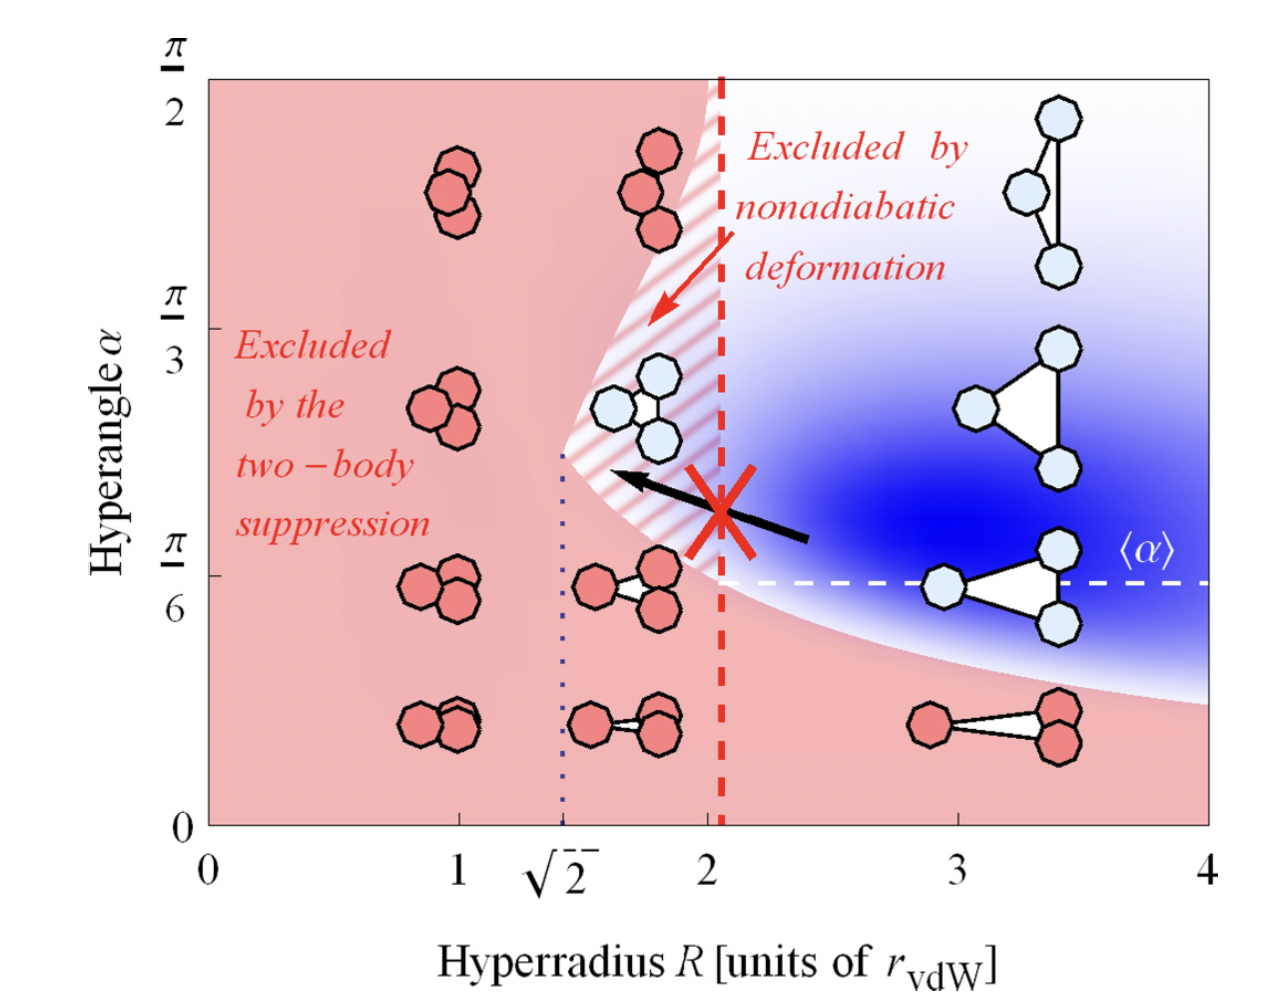 π
2
Excluded by
nonadiabatic
deformation
π
3
Excluded
by the
two – body
suppression
Hyperangle α
π
6
⟨α⟩
0
0 1 √2 2 3 4
Hyperradius R [units of r_vdW]